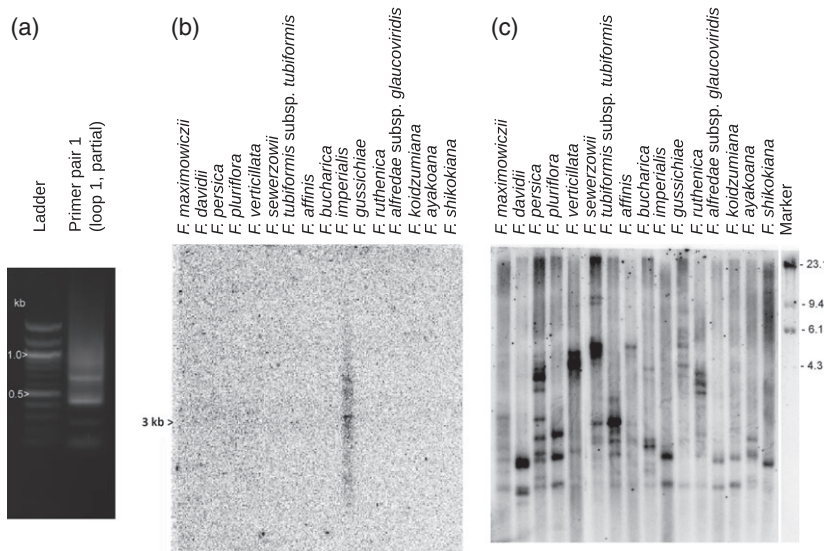 (a)
Ladder
Primer pair 1
(loop 1, partial)
kb
1.0>
0.5>
(b)
F. maximowiczii
F. davidii
F. persica
F. pluriflora
F. verticillata
F. sewerzowii
F. tubiformis subsp. tubiformis
F. affinis
F. bucharica
F. imperialis
F. gussichiae
F. ruthenica
F. alfredae subsp. glaucoviridis
F. koidzumiana
F. ayakoana
F. shikokiana
3 kb >
(c)
F. maximowiczii
F. davidii
F. persica
F. pluriflora
F. verticillata
F. sewerzowii
F. tubiformis subsp. tubiformis
F. affinis
F. bucharica
F. imperialis
F. gussichiae
F. ruthenica
F. alfredae subsp. glaucoviridis
F. koidzumiana
F. ayakoana
F. shikokiana
Marker
- 23.
- 9.4
- 6.1
- 4.3